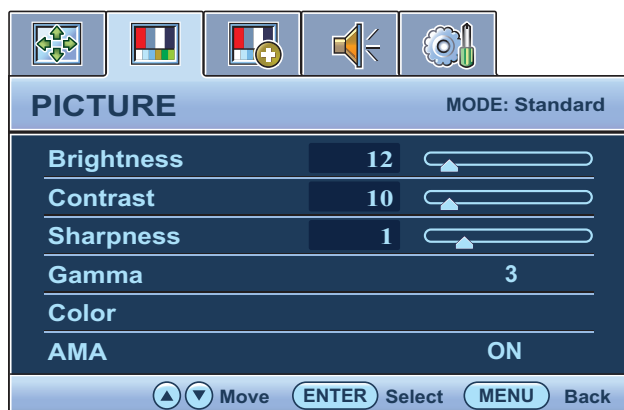 PICTURE MODE: Standard
Brightness 12
Contrast 10
Sharpness 1
Gamma 3
Color
AMA ON
Move ENTER Select MENU Back